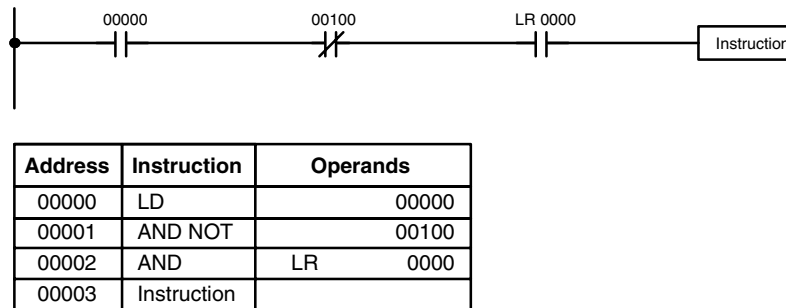 00000 00100 LR 0000
Instruction
Address Instruction Operands
00000 LD 00000
00001 AND NOT 00100
00002 AND LR 0000
00003 Instruction